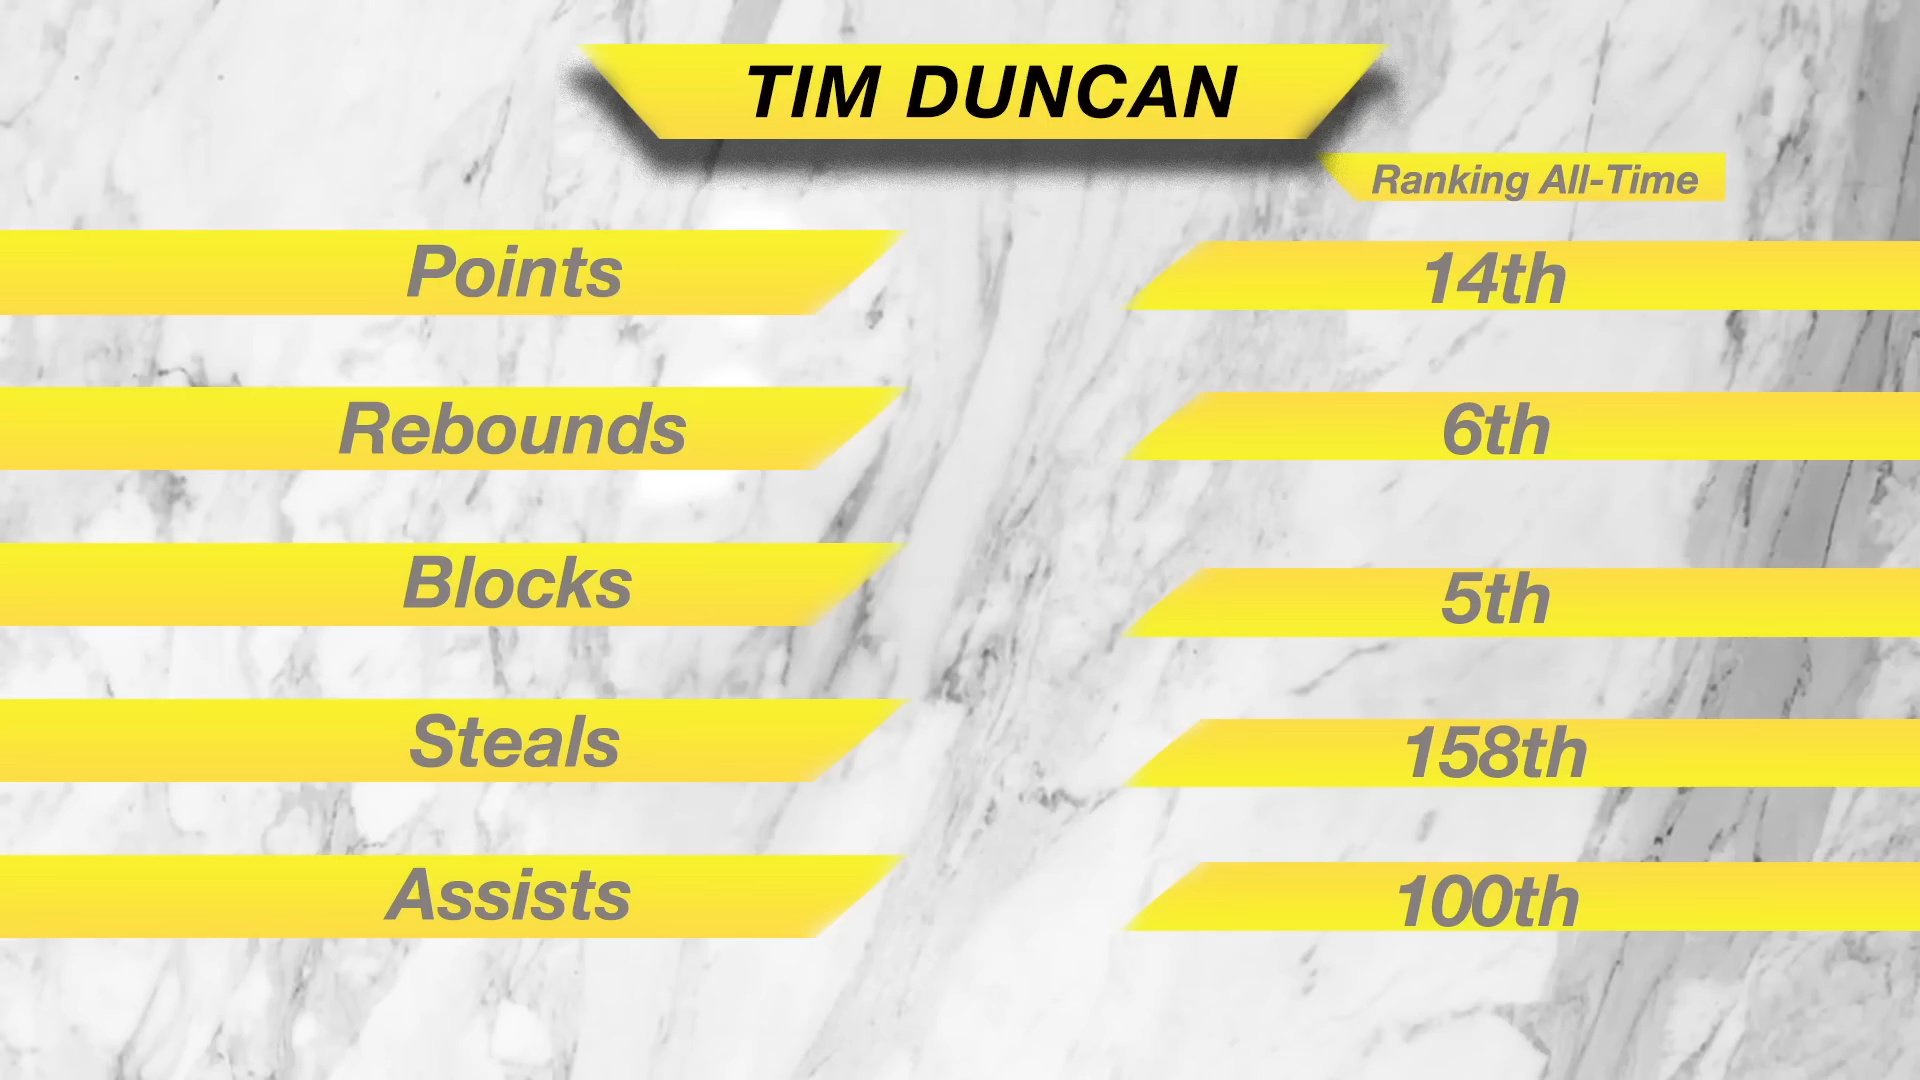 TIM DUNCAN
Ranking All-Time
Points 14th
Rebounds 6th
Blocks 5th
Steals 158th
Assists 100th